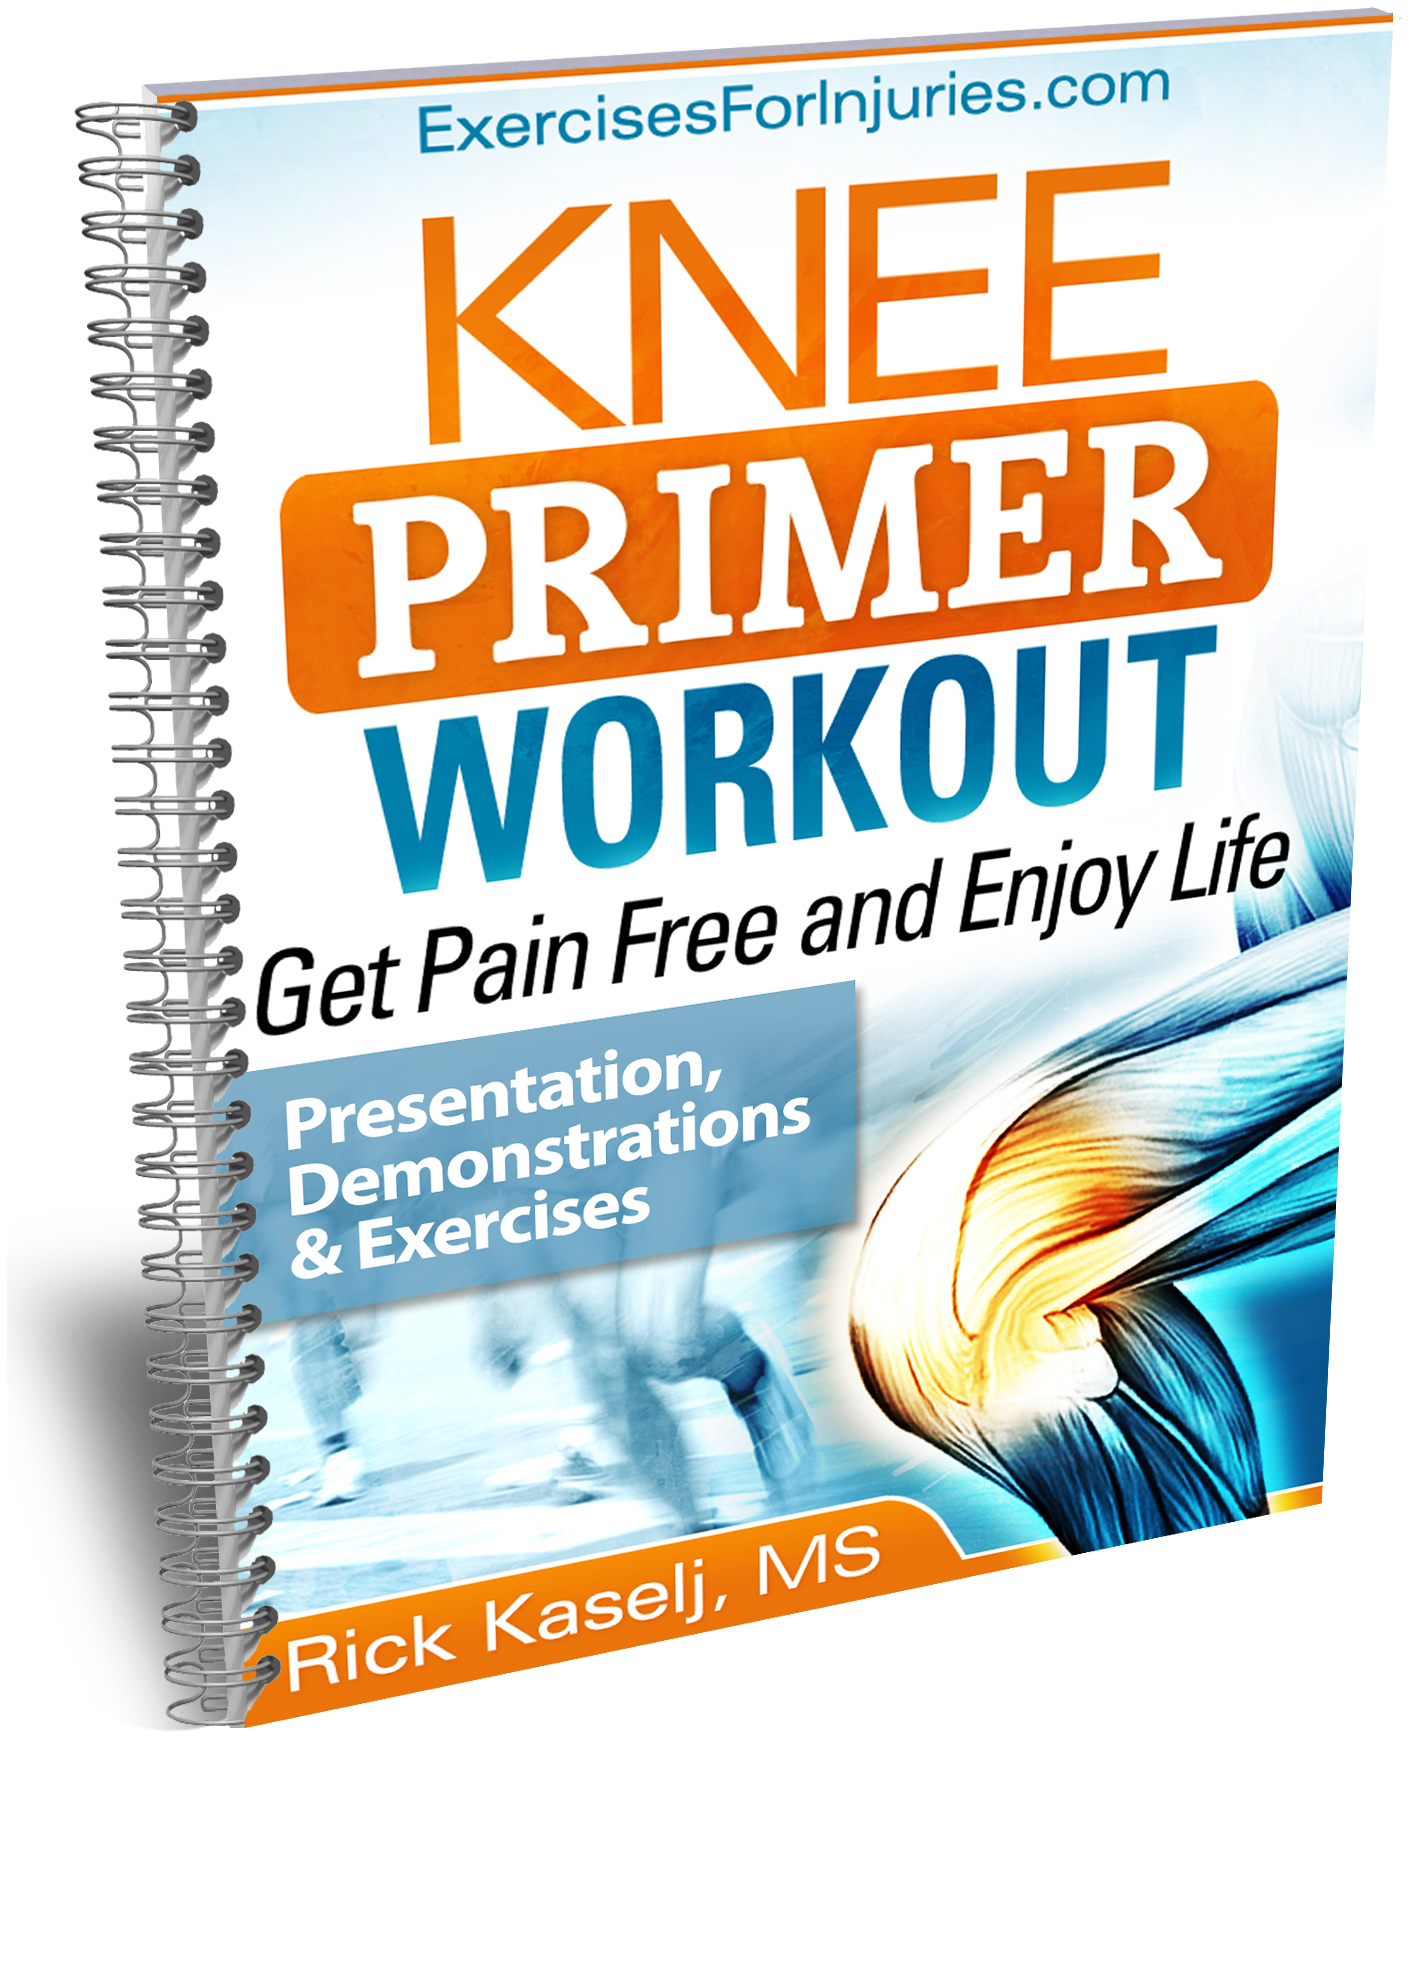 ExercisesForInjuries.com
KNEE
PRIMER
WORKOUT
Get Pain Free and Enjoy Life
Presentation,
Demonstrations
& Exercises
Rick Kaselj, MS